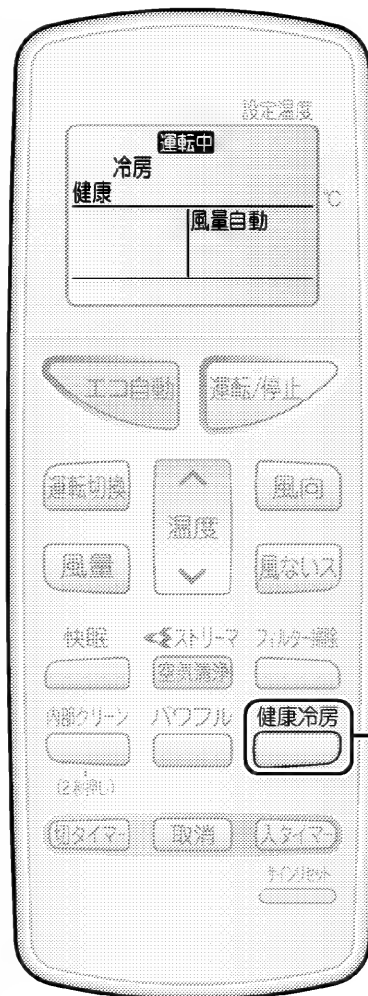 設定温度
運転中
冷房
健康
℃
風量自動
エコ自動 運転/停止
運転切換 風向
温度
風量 風ないス
快眠 ストリーマ フィルター掃除
空気清浄
内部クリーン パワフル 健康冷房
(2秒押し)
切タイマー 取消 入タイマー
サインリセット